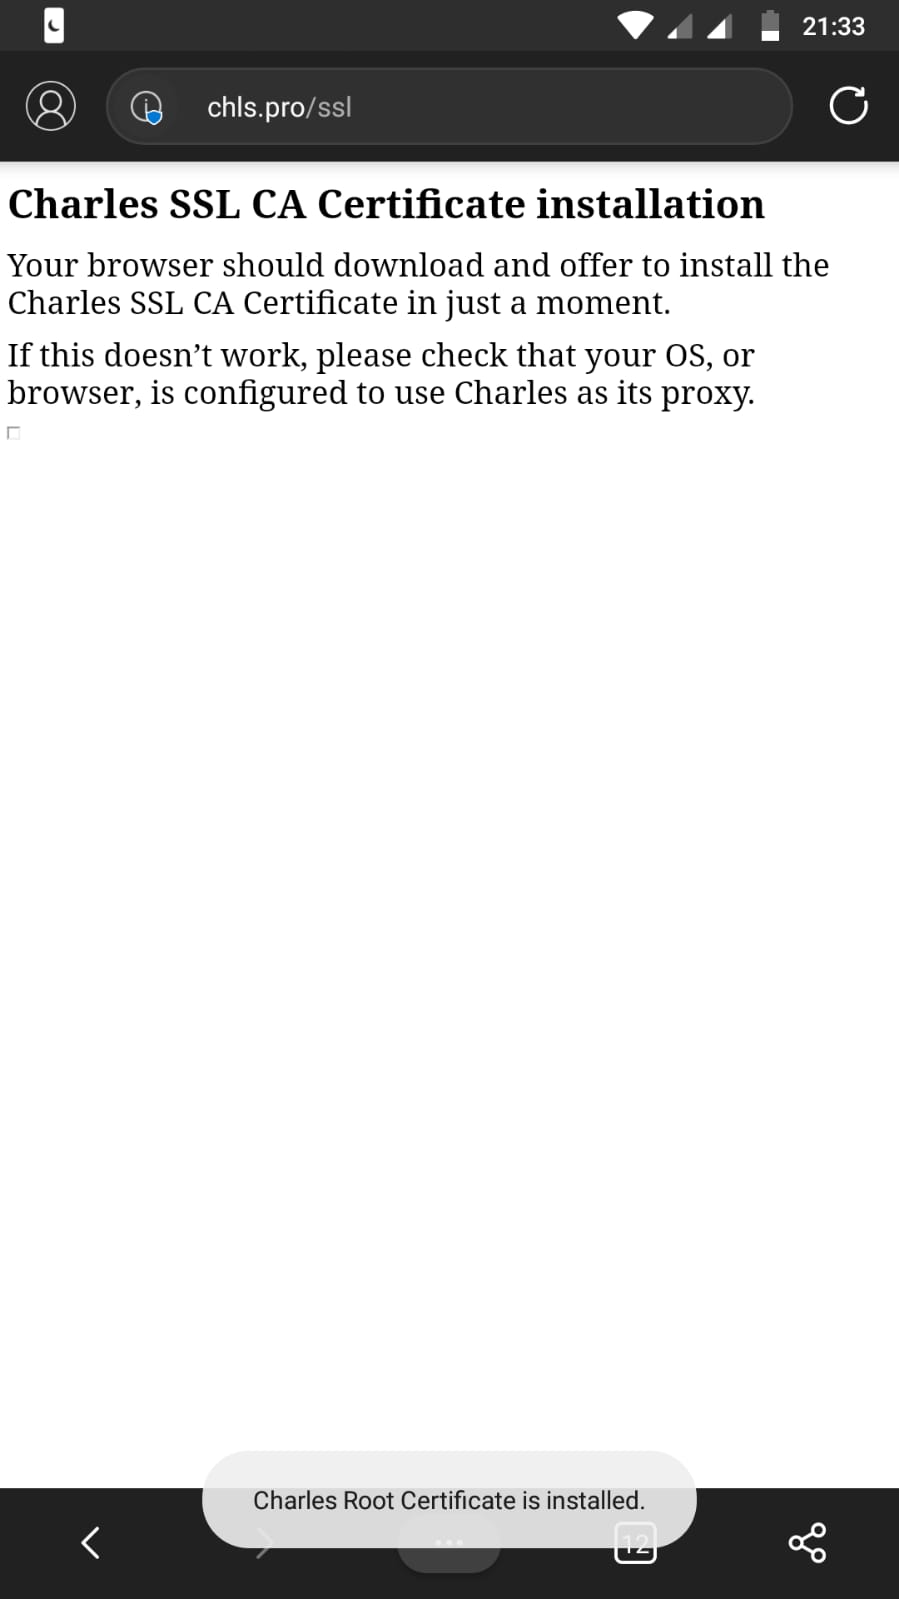 21:33
chls.pro/ssl
Charles SSL CA Certificate installation
Your browser should download and offer to install the
Charles SSL CA Certificate in just a moment.
If this doesn’t work, please check that your OS, or
browser, is configured to use Charles as its proxy.
Charles Root Certificate is installed.
12